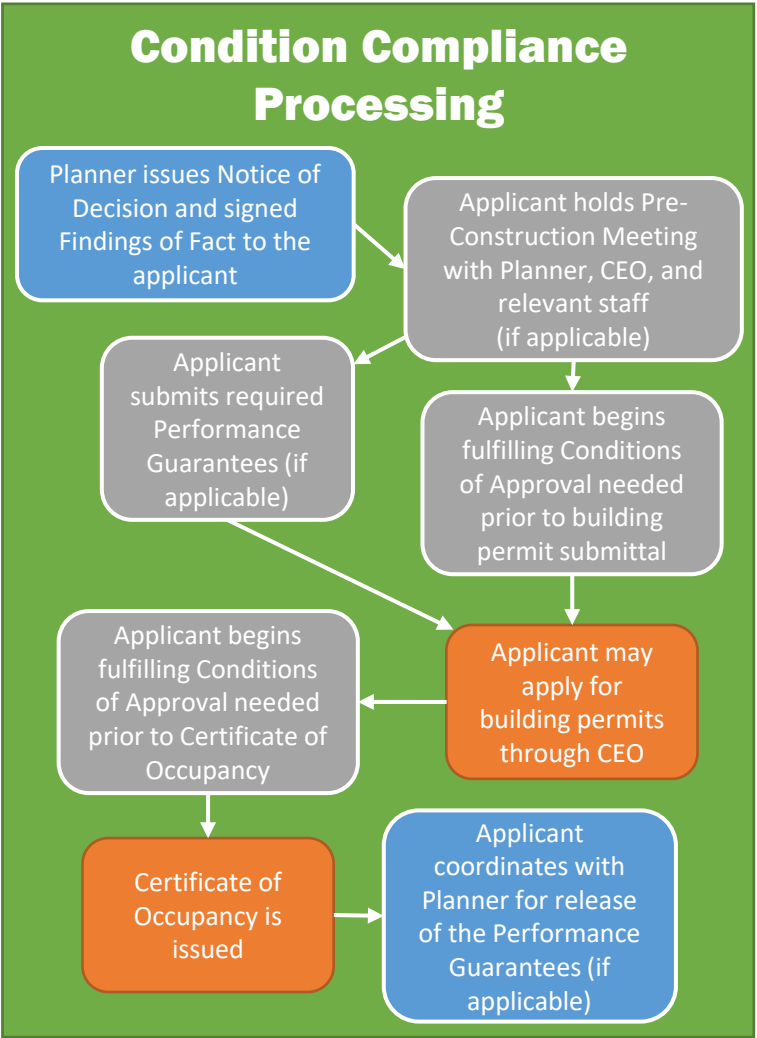 Condition Compliance
Processing
Planner issues Notice of
Decision and signed
Findings of Fact to the
applicant
Applicant holds Pre-
Construction Meeting
with Planner, CEO, and
relevant staff
(if applicable)
Applicant
submits required
Performance
Guarantees (if
applicable)
Applicant begins
fulfilling Conditions
of Approval needed
prior to building
permit submittal
Applicant may
apply for
building permits
through CEO
Applicant begins
fulfilling Conditions
of Approval needed
prior to Certificate of
Occupancy
Certificate of
Occupancy is
issued
Applicant
coordinates with
Planner for release
of the Performance
Guarantees (if
applicable)